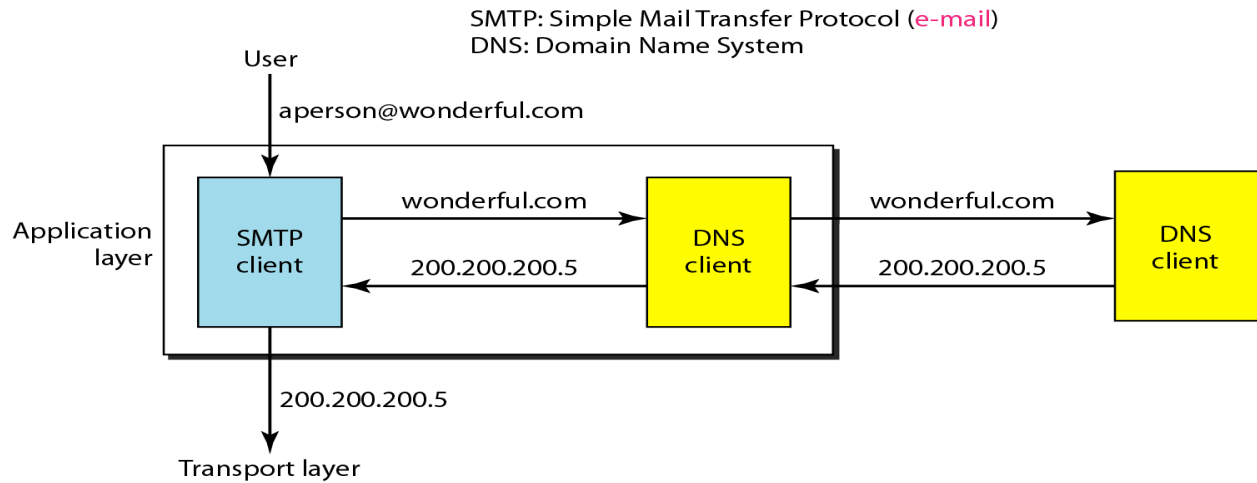 SMTP: Simple Mail Transfer Protocol (e-mail)
DNS: Domain Name System
User
aperson@wonderful.com
Application
layer
SMTP
client
wonderful.com
200.200.200.5
DNS
client
wonderful.com
200.200.200.5
DNS
client
200.200.200.5
Transport layer